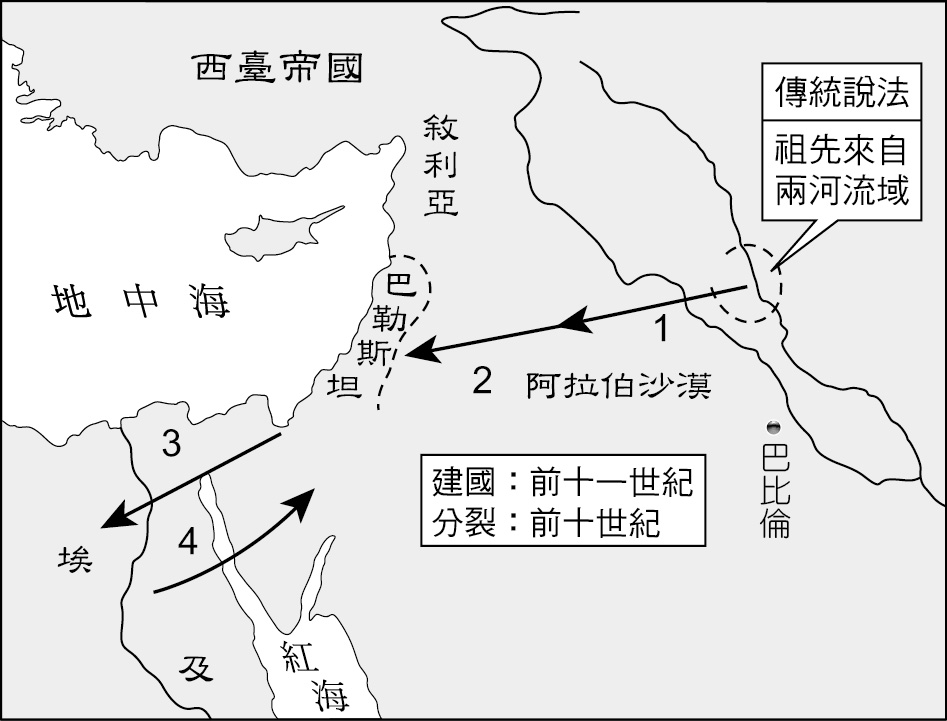 西臺帝國
敘利亞
傳統說法
祖先來自
兩河流域
地中海
巴勒斯坦
1
2
阿拉伯沙漠
3
4
建國：前十一世紀
分裂：前十世紀
巴比倫
埃及
紅海